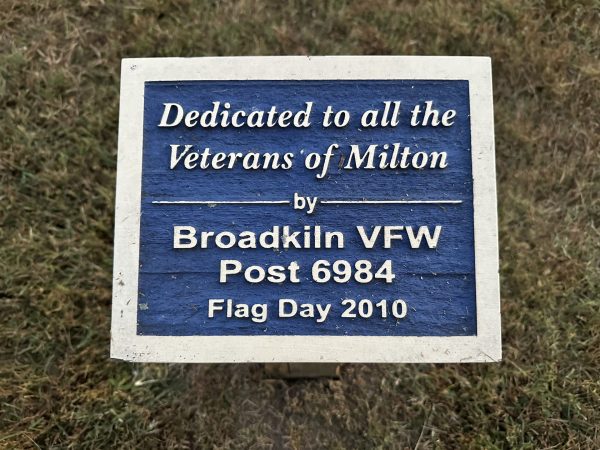 Dedicated to all the
Veterans of Milton
by
Broadkiln VFW
Post 6984
Flag Day 2010